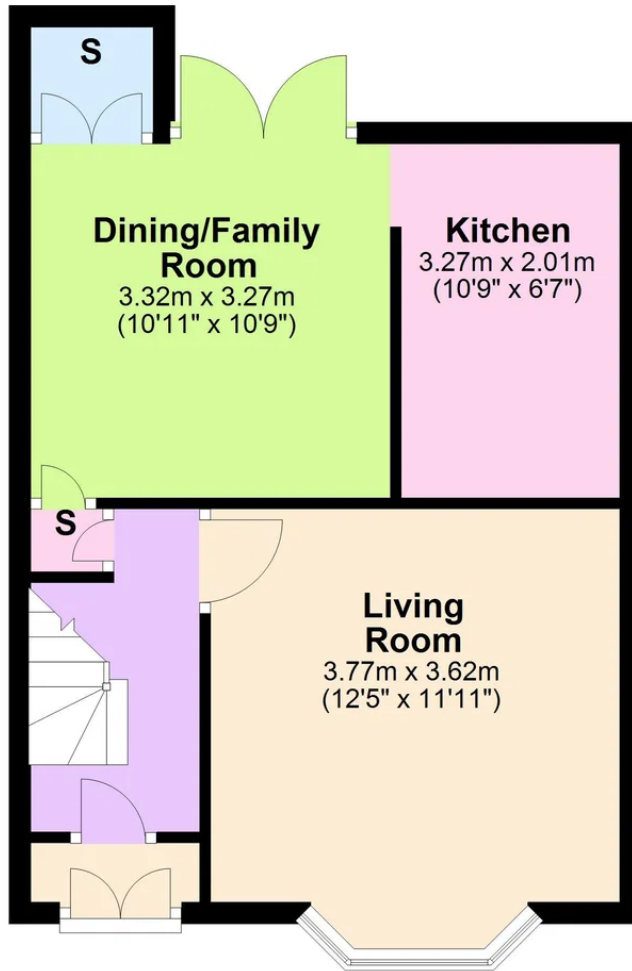 S
Dining/Family
Room
3.32m x 3.27m
(10'11" x 10'9")
Kitchen
3.27m x 2.01m
(10'9" x 6'7")
S
Living
Room
3.77m x 3.62m
(12'5" x 11'11")